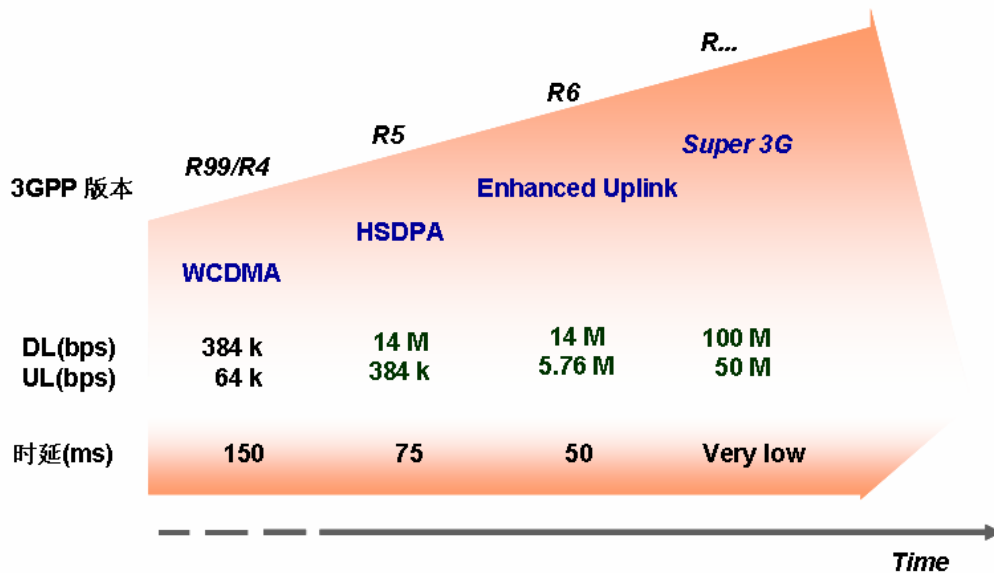 R...
R6
R5
R99/R4
Super 3G
3GPP 版本
Enhanced Uplink
HSDPA
WCDMA
DL(bps) 384 k 14 M 14 M 100 M
UL(bps) 64 k 384 k 5.76 M 50 M
时延(ms) 150 75 50 Very low
Time